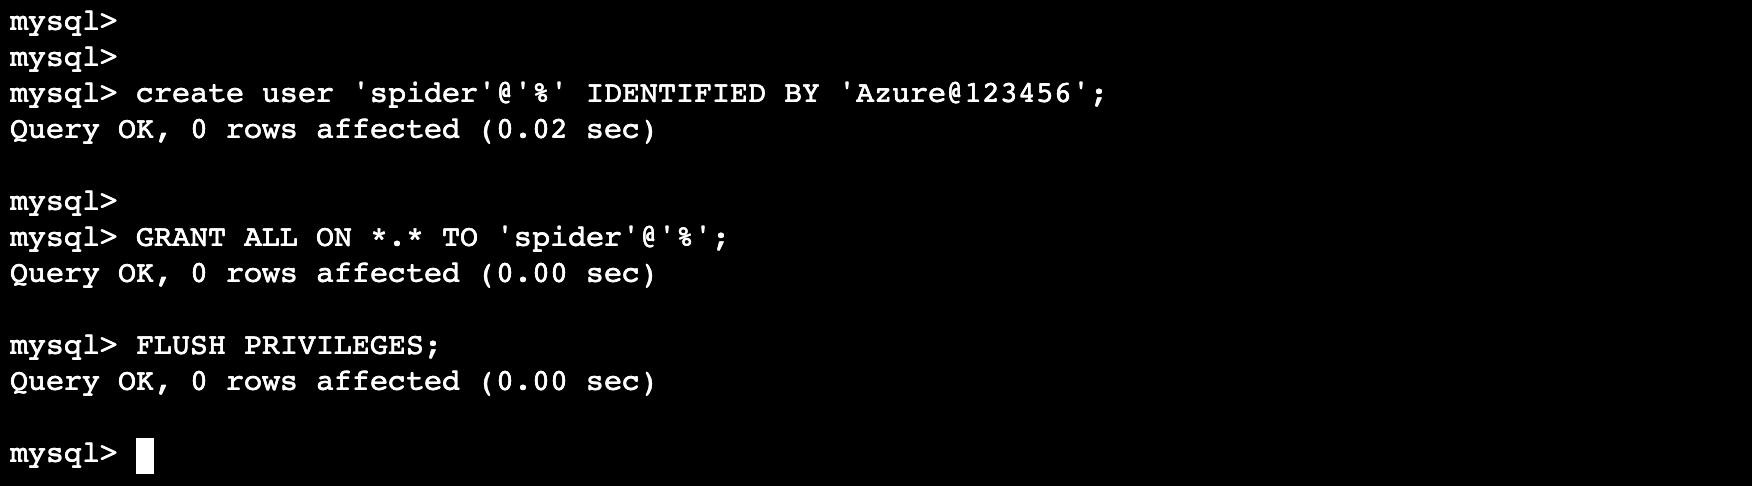 mysql>
mysql>
mysql> create user 'spider'@'%' IDENTIFIED BY 'Azure@123456';
Query OK, 0 rows affected (0.02 sec)
mysql>
mysql> GRANT ALL ON *.* TO 'spider'@'%';
Query OK, 0 rows affected (0.00 sec)
mysql> FLUSH PRIVILEGES;
Query OK, 0 rows affected (0.00 sec)
mysql>